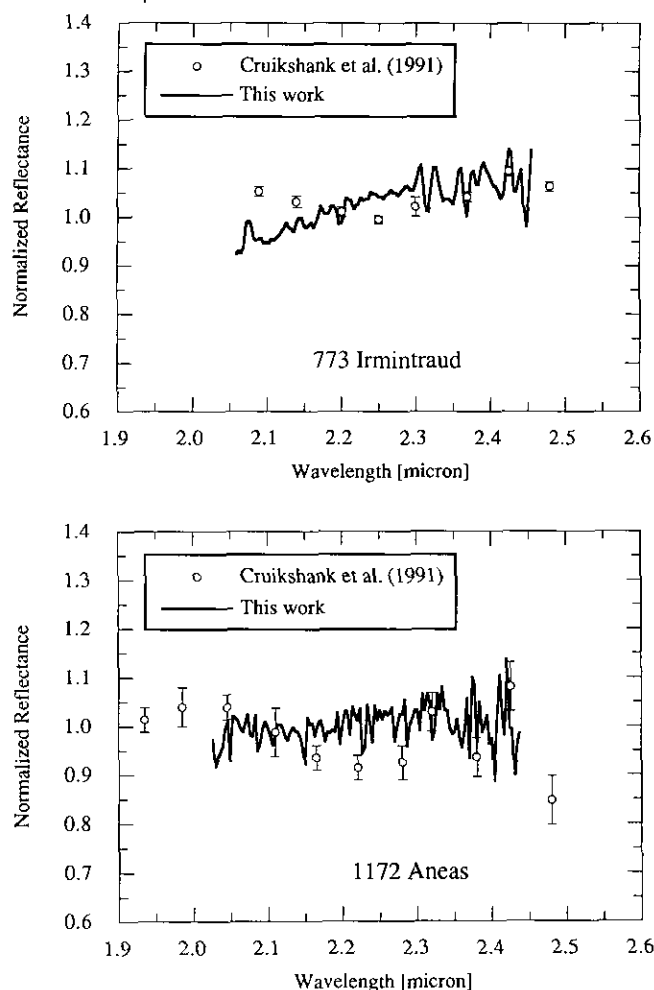 1.4
1.3
1.2
1.1
1.0
0.9
0.8
0.7
0.6
Normalized Reflectance
Cruikshank et al. (1991)
This work
773 Irmintraud
1.9 2.0 2.1 2.2 2.3 2.4 2.5 2.6
Wavelength [micron]
1.4
1.3
1.2
1.1
1.0
0.9
0.8
0.7
0.6
Normalized Reflectance
Cruikshank et al. (1991)
This work
1172 Aneas
1.9 2.0 2.1 2.2 2.3 2.4 2.5 2.6
Wavelength [micron]